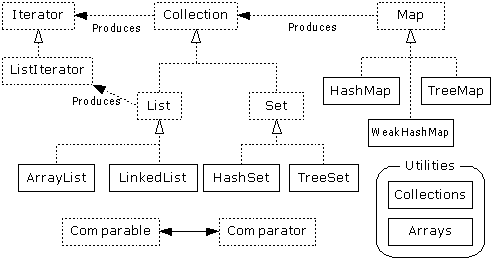 Iterator
Collection
Map
Produces
Produces
ListIterator
Produces
List
Set
HashMap
TreeMap
WeakHashMap
ArrayList
LinkedList
HashSet
TreeSet
Utilities
Collections
Arrays
Comparable
Comparator